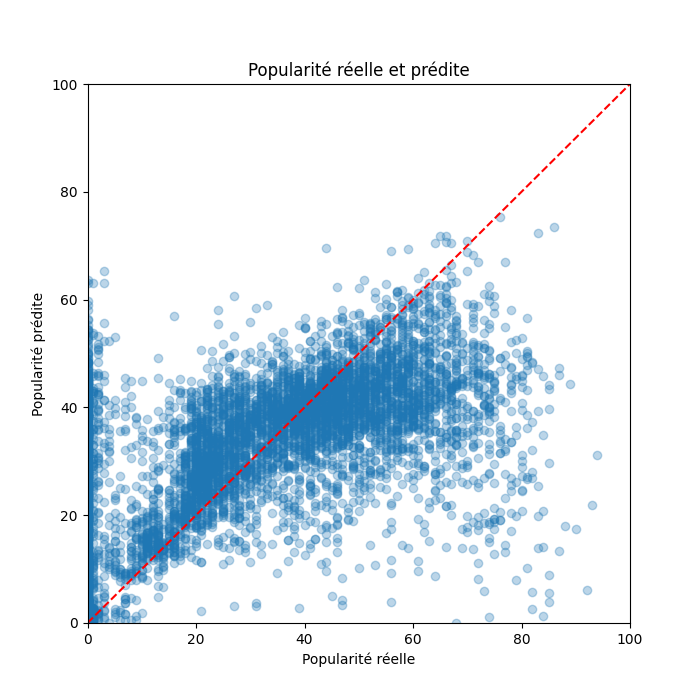 Popularité réelle et prédite
100
80
60
40
20
0
Popularité prédite
0 20 40 60 80 100
Popularité réelle